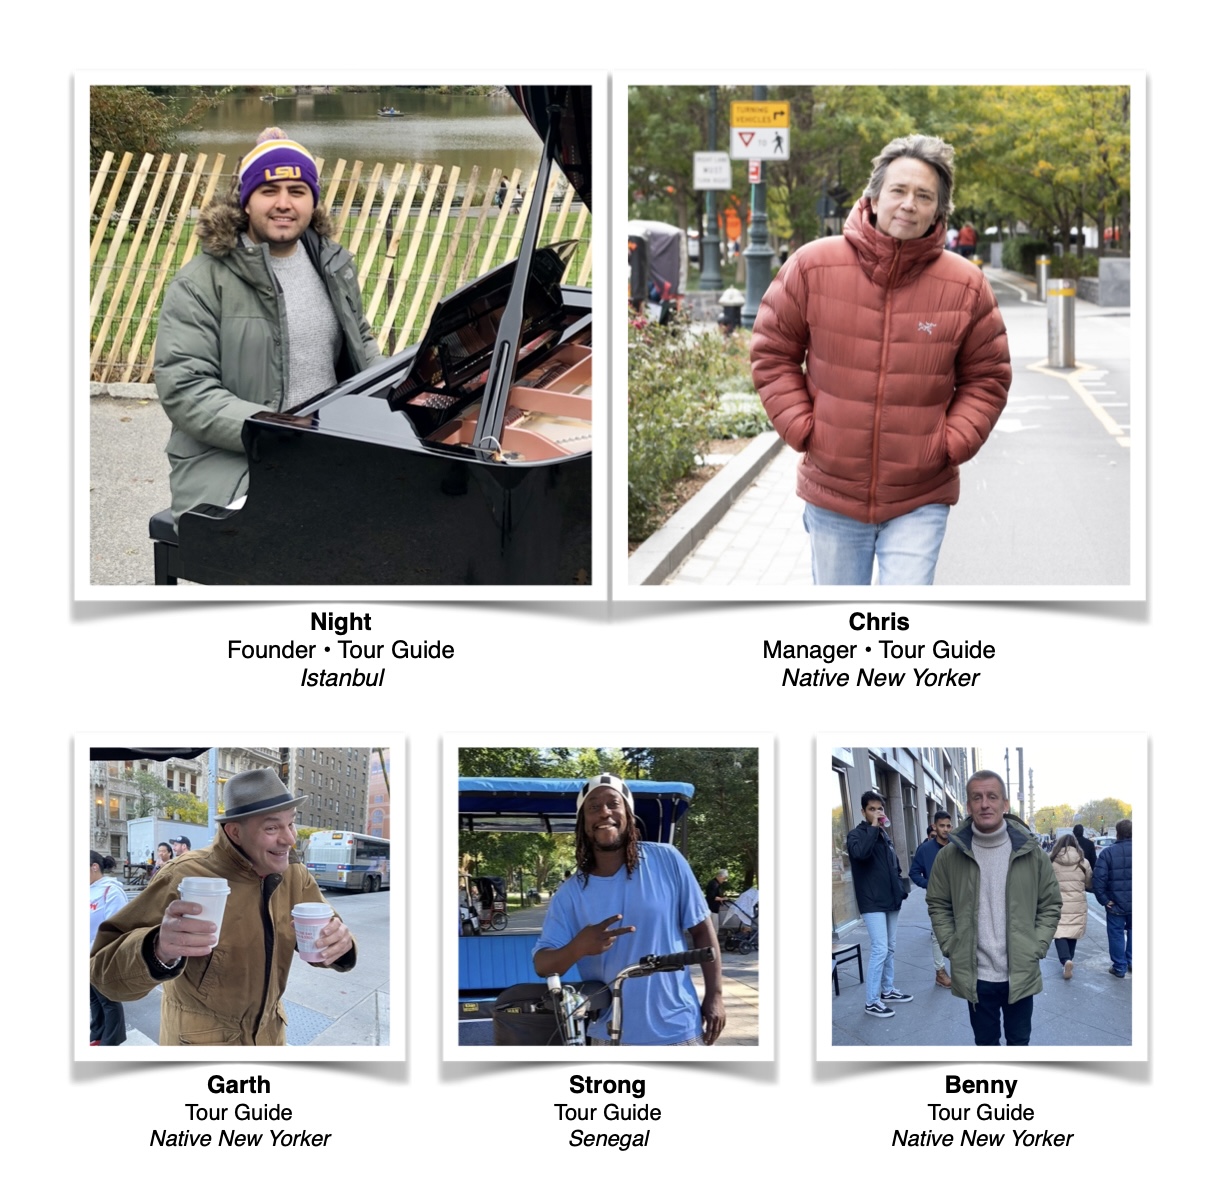 LSU
TURNING
VEHICLES
TO
Night
Founder • Tour Guide
Istanbul
Chris
Manager • Tour Guide
Native New Yorker
Garth
Tour Guide
Native New Yorker
Strong
Tour Guide
Senegal
Benny
Tour Guide
Native New Yorker